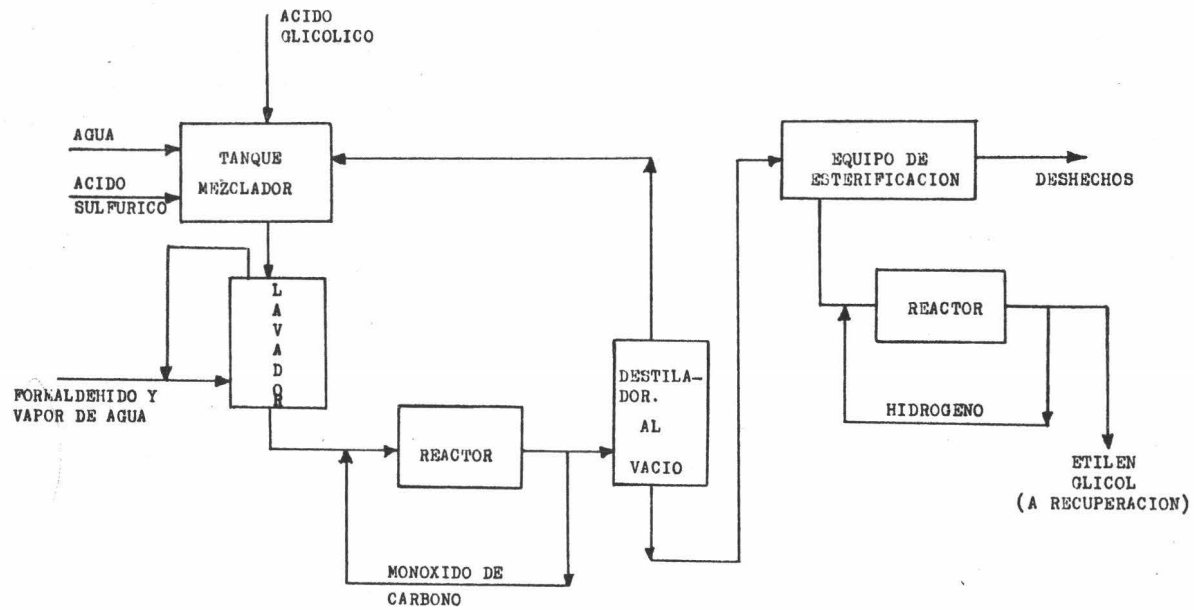 ACIDO
GLICOLICO
AGUA
TANQUE
MEZCLADOR
ACIDO
SULFURICO
EQUIPO DE
ESTERIFICACION
DESHECHOS
LAVADOR
REACTOR
FORMALDEHIDO Y
VAPOR DE AGUA
DESTILA-
DOR.
AL
VACIO
HIDROGENO
REACTOR
ETILEN
GLICOL
(A RECUPERACION)
MONOXIDO DE
CARBONO